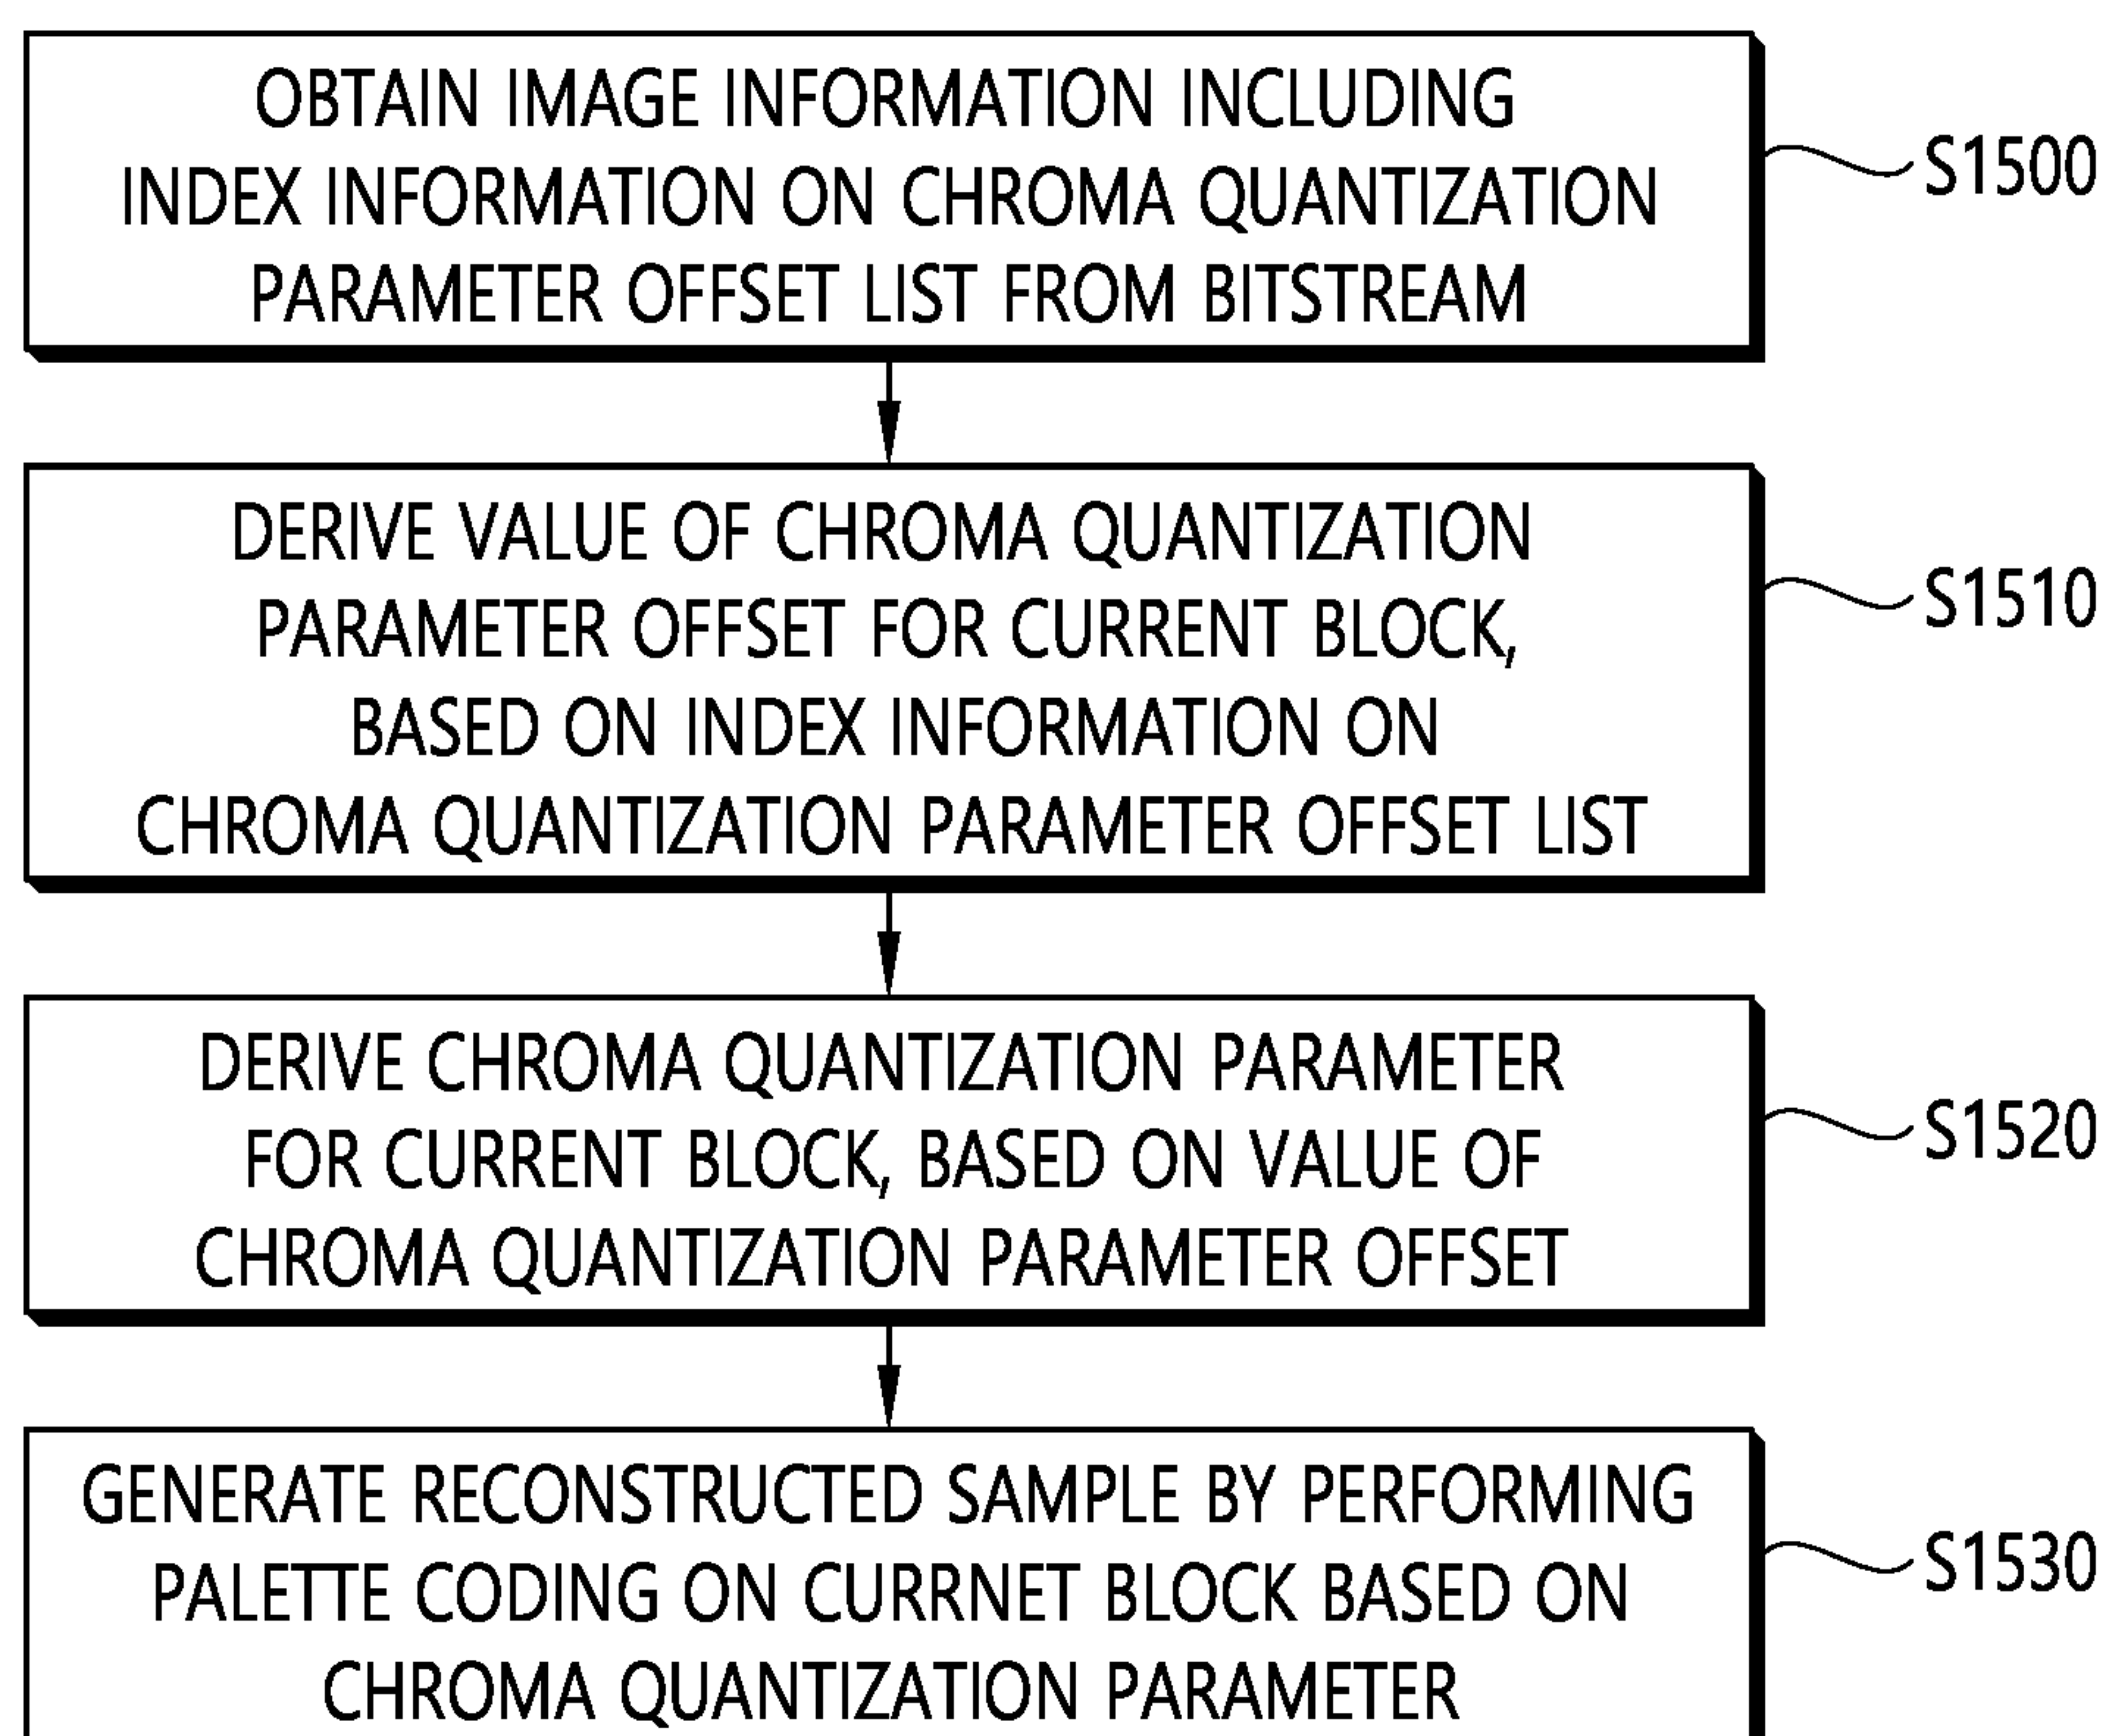 OBTAIN IMAGE INFORMATION INCLUDING
INDEX INFORMATION ON CHROMA QUANTIZATION
PARAMETER OFFSET LIST FROM BITSTREAM
S1500
DERIVE VALUE OF CHROMA QUANTIZATION
PARAMETER OFFSET FOR CURRENT BLOCK,
BASED ON INDEX INFORMATION ON
CHROMA QUANTIZATION PARAMETER OFFSET LIST
S1510
DERIVE CHROMA QUANTIZATION PARAMETER
FOR CURRENT BLOCK, BASED ON VALUE OF
CHROMA QUANTIZATION PARAMETER OFFSET
S1520
GENERATE RECONSTRUCTED SAMPLE BY PERFORMING
PALETTE CODING ON CURRNET BLOCK BASED ON
CHROMA QUANTIZATION PARAMETER
S1530